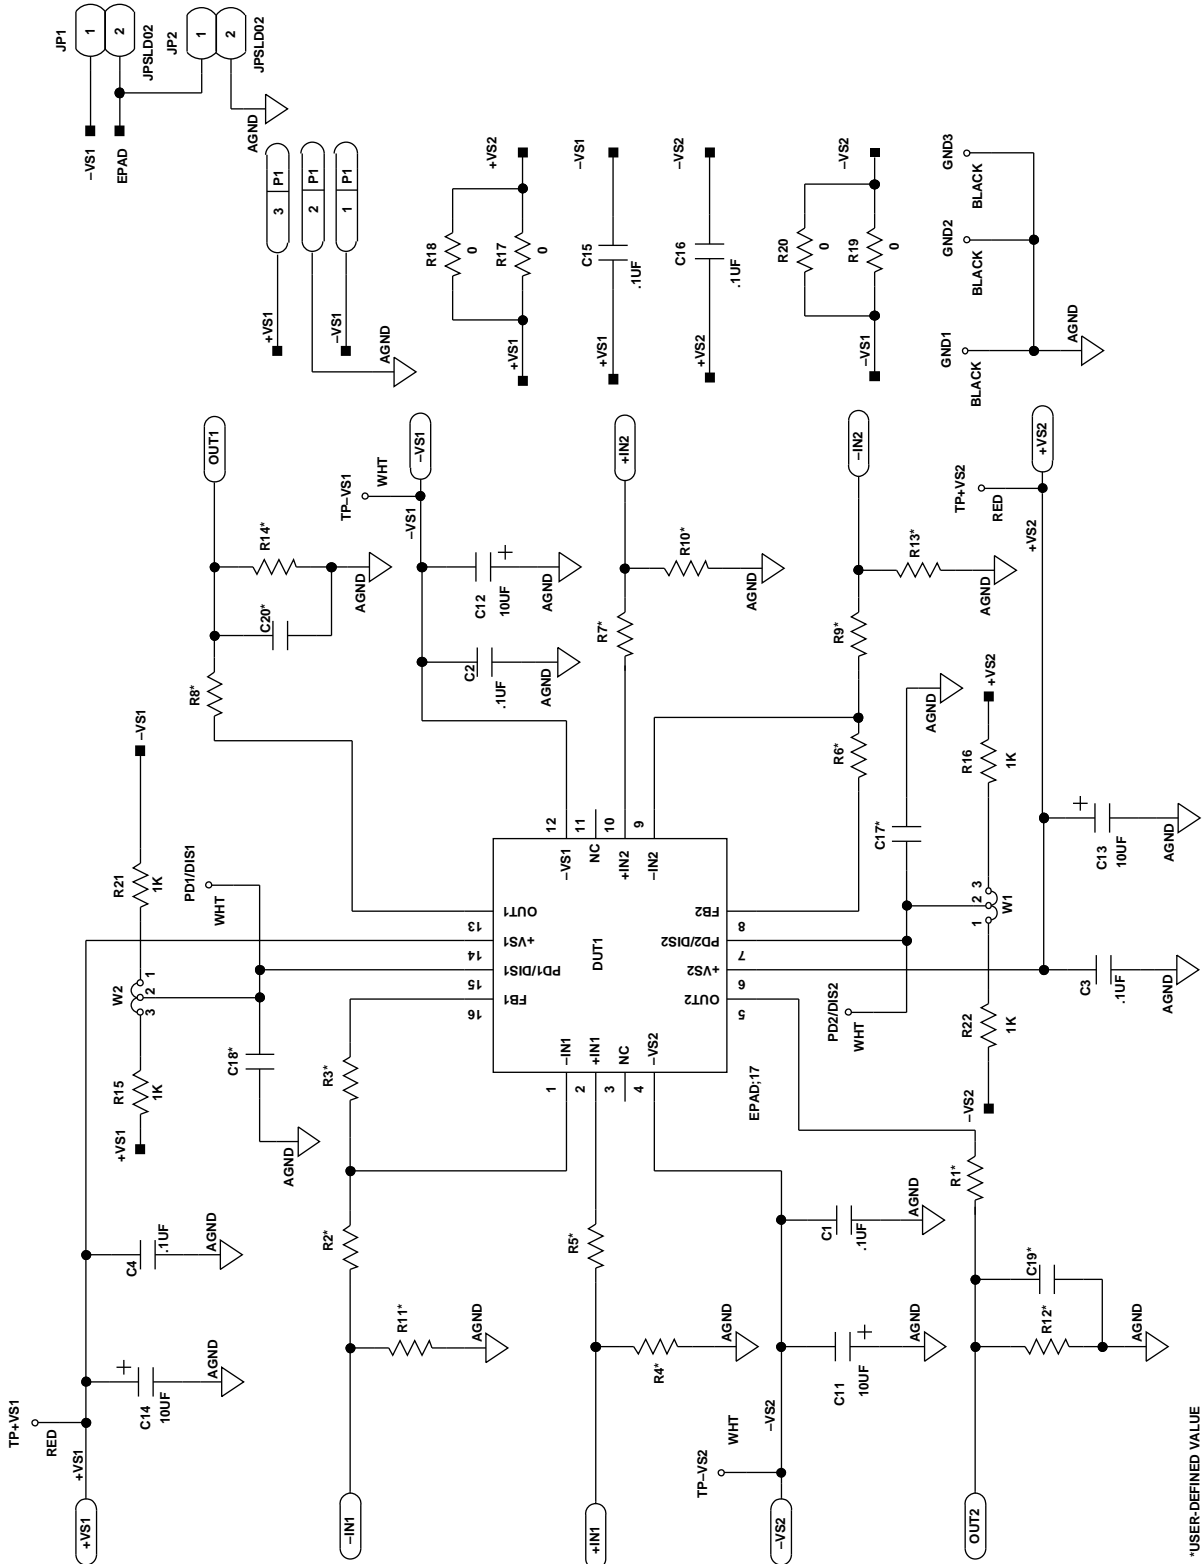 +VS1
+VS1
TP+VS1
RED
C14
10UF
AGND
C4
.1UF
AGND
+VS1
R15
1K
W2
3
2
1
R21
1K
–VS1
AGND
C18*
PD1/DIS1
WHT
R8*
C20*
R14*
AGND
OUT1
–IN1
R11*
AGND
R2*
R3*
+IN1
R4*
AGND
R5*
–VS2
TP–VS2
WHT
–VS2
C11
10UF
AGND
C1
.1UF
AGND
OUT2
R12*
C19*
AGND
R1*
DUT1
EPAD;17
16
FB1
15
PD1/DIS1
14
+VS1
13
OUT1
1
–IN1
2
+IN1
3
NC
4
–VS2
12
–VS1
11
NC
10
+IN2
9
–IN2
5
OUT2
6
+VS2
7
PD2/DIS2
8
FB2
C2
.1UF
AGND
C12
10UF
AGND
–VS1
TP–VS1
WHT
–VS1
R7*
R10*
AGND
+IN2
R6*
R9*
R13*
AGND
–IN2
PD2/DIS2
WHT
C17*
AGND
–VS2
R22
1K
1
2
3
W1
R16
1K
+VS2
C3
.1UF
AGND
C13
10UF
AGND
+VS2
TP+VS2
RED
+VS2
JP1
1
2
JPSLD02
–VS1
EPAD
JP2
1
2
JPSLD02
AGND
+VS1
3
P1
2
P1
1
P1
–VS1
AGND
+VS1
R18
0
R17
0
+VS2
+VS1
C15
.1UF
–VS1
+VS2
C16
.1UF
–VS2
–VS1
R20
0
R19
0
–VS2
GND1
BLACK
GND2
BLACK
GND3
BLACK
AGND
*USER-DEFINED VALUE